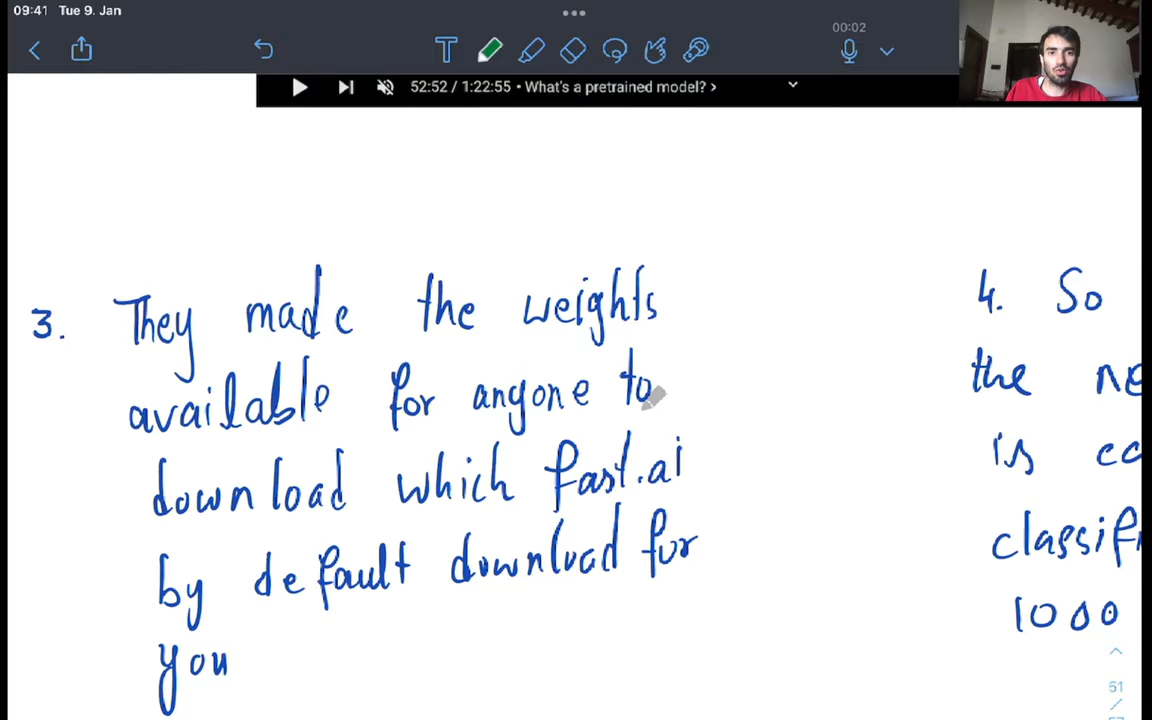 09:41 Tue 9. Jan
00:02
52:52 / 1:22:55 • What's a pretrained model? >
3. They made the weights
available for anyone to
download which fast.ai
by default download for
you
4. So
the ne
is co
classif
1000
51